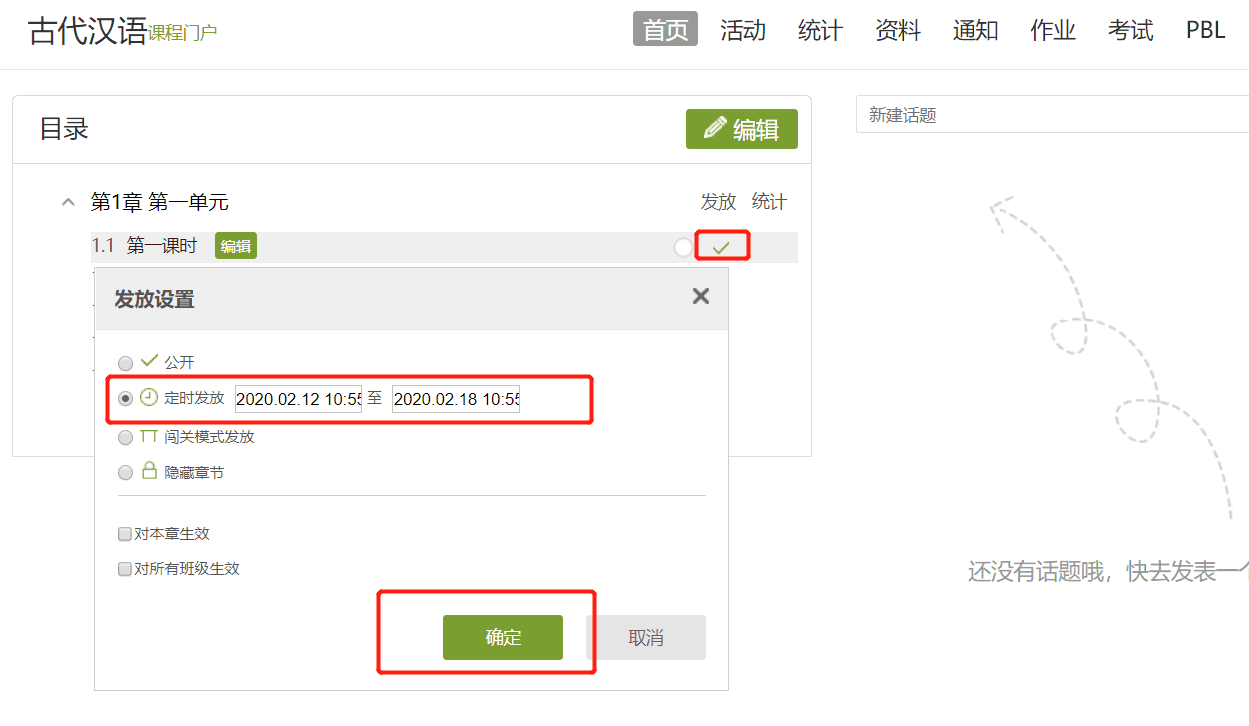 古代汉语课程门户
首页 活动 统计 资料 通知 作业 考试 PBL
目录
编辑
新建话题
第1章 第一单元
发放 统计
1.1 第一课时 编辑
发放设置
公开
定时发放 2020.02.12 10:55 至 2020.02.18 10:55
闯关模式发放
隐藏章节
对本章生效
对所有班级生效
确定 取消
还没有话题哦，快去发表一个